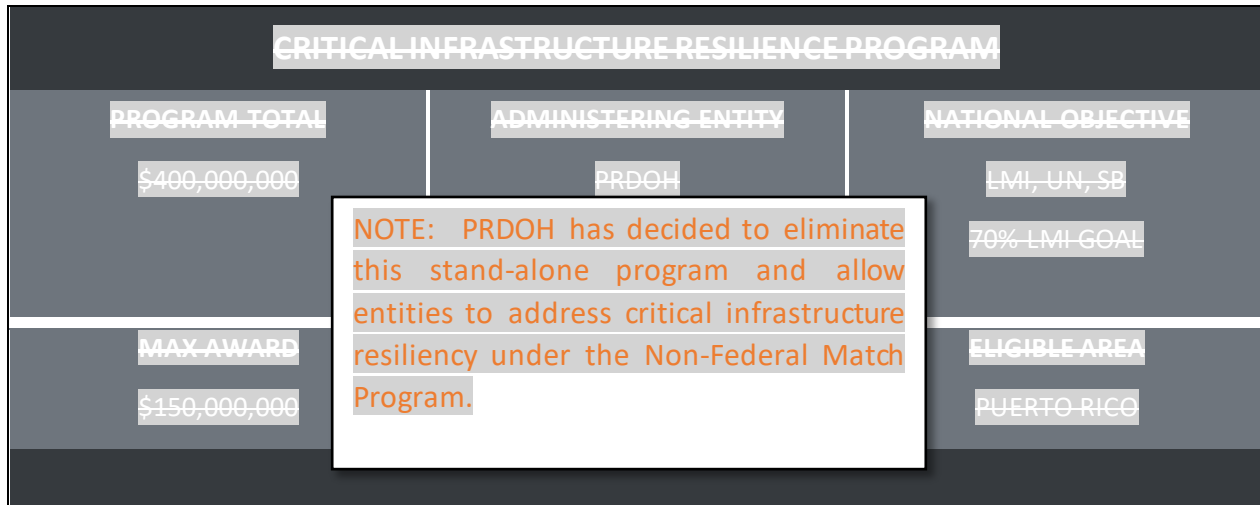 CRITICAL INFRASTRUCTURE RESILIENCE PROGRAM
PROGRAM TOTAL
$400,000,000
ADMINISTERING ENTITY
PRDOH
NATIONAL OBJECTIVE
LMI, UN, SB
70% LMI GOAL
NOTE: PRDOH has decided to eliminate
this stand-alone program and allow
entities to address critical infrastructure
resiliency under the Non-Federal Match
Program.
MAX AWARD
$150,000,000
ELIGIBLE AREA
PUERTO RICO